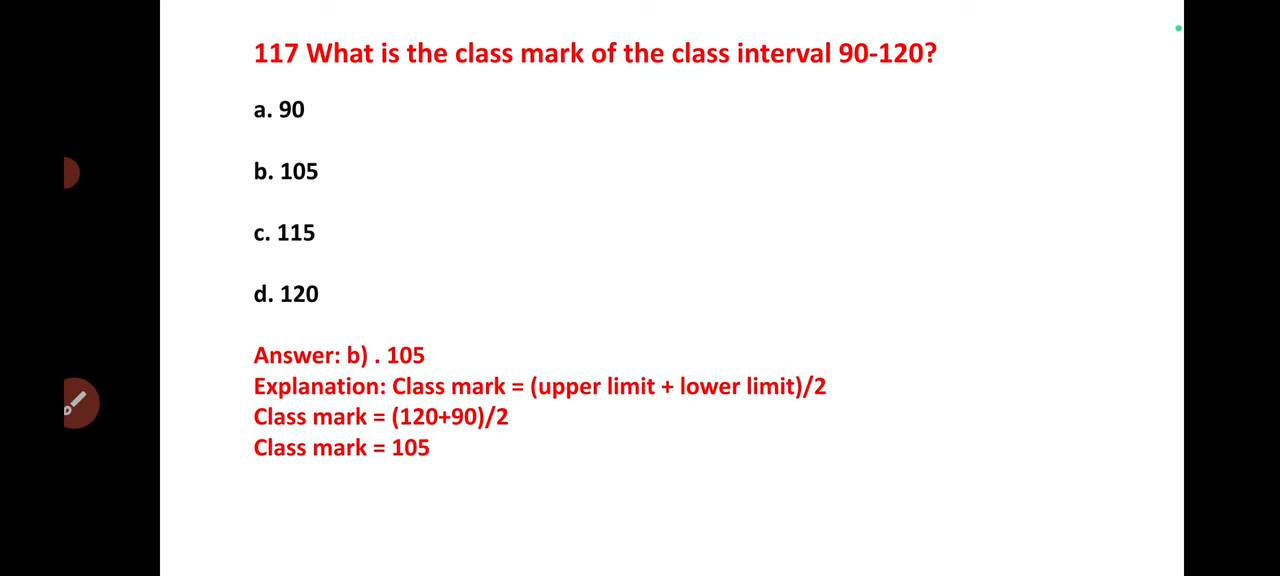 117 What is the class mark of the class interval 90-120?
a. 90
b. 105
c. 115
d. 120
Answer: b) . 105
Explanation: Class mark = (upper limit + lower limit)/2
Class mark = (120+90)/2
Class mark = 105